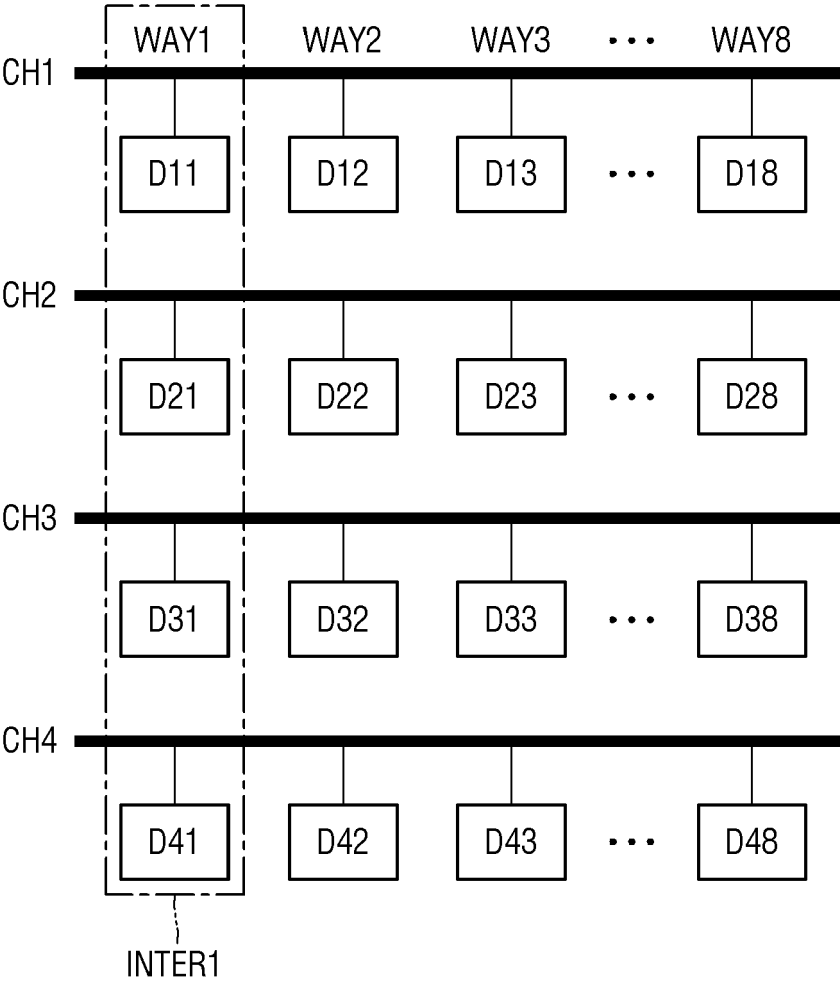 WAY1 WAY2 WAY3 ··· WAY8
CH1
D11 D12 D13 ··· D18
CH2
D21 D22 D23 ··· D28
CH3
D31 D32 D33 ··· D38
CH4
D41 D42 D43 ··· D48
INTER1